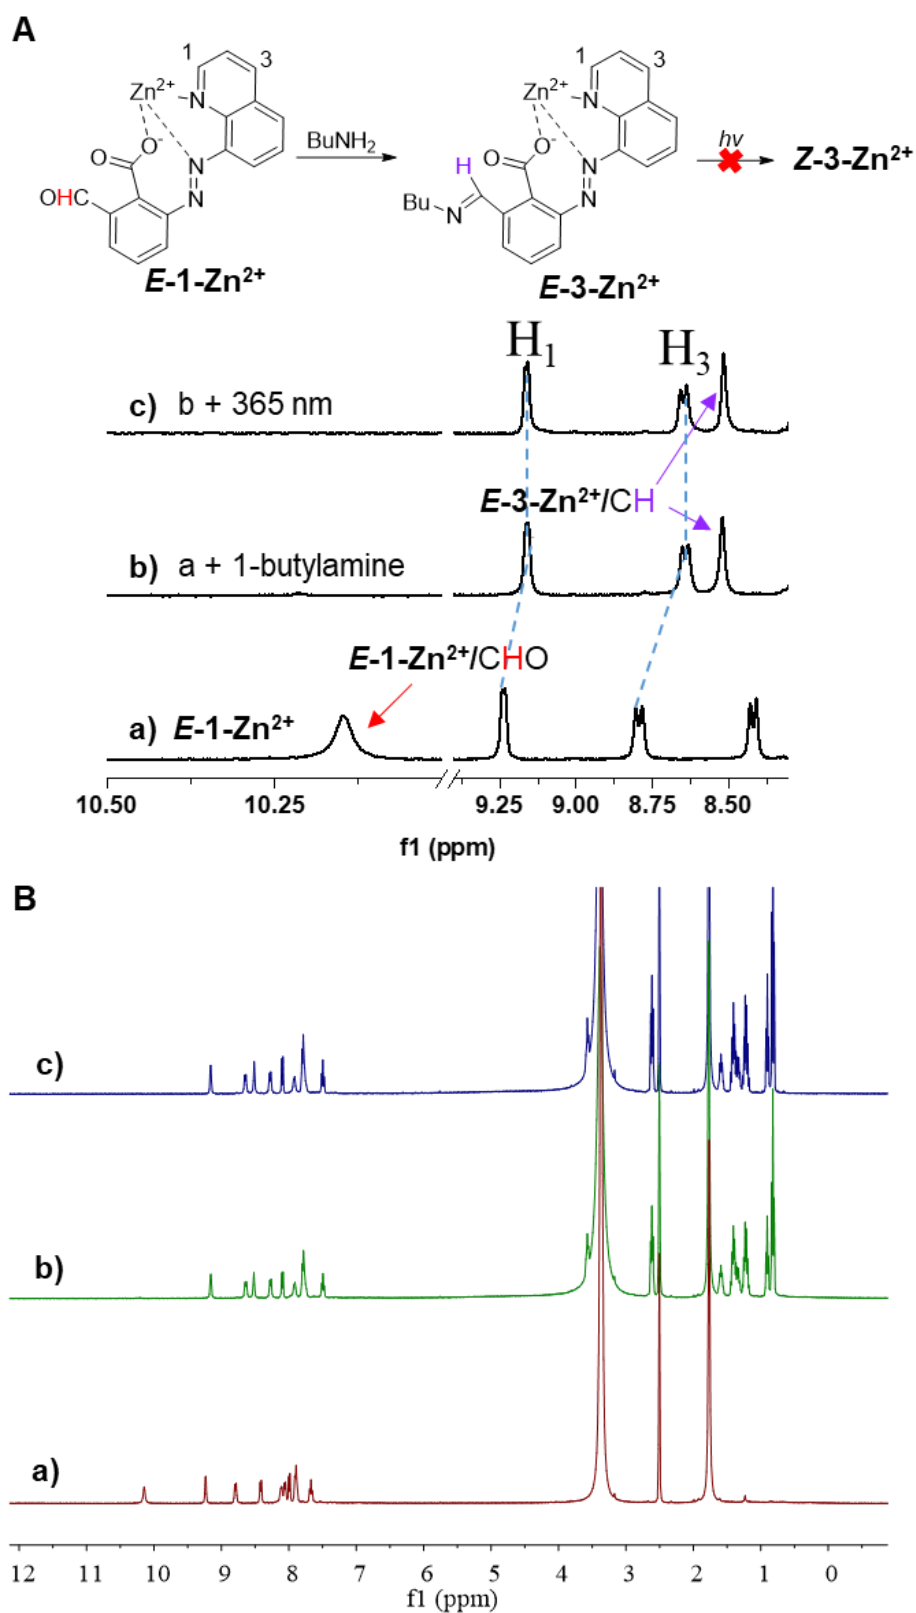 A
1
3
Zn²⁺
N
O⁻
O
N
OHC
N
E-1-Zn²⁺
BuNH₂
1
3
Zn²⁺
N
O⁻
O
H
N
Bu
N
N
E-3-Zn²⁺
hv
Z-3-Zn²⁺
H₁
H₃
c) b + 365 nm
E-3-Zn²⁺/CH
b) a + 1-butylamine
E-1-Zn²⁺/CHO
a) E-1-Zn²⁺
10.50 10.25 9.25 9.00 8.75 8.50
f1 (ppm)
B
c)
b)
a)
12 11 10 9 8 7 6 5 4 3 2 1 0
f1 (ppm)